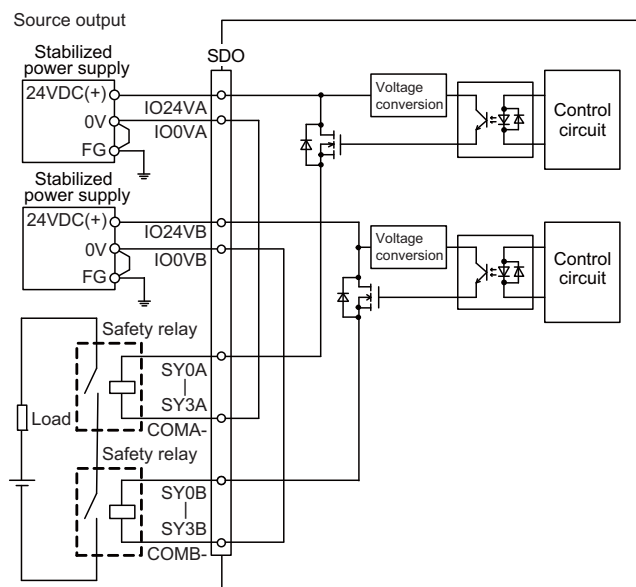 Source output
Stabilized
power supply
24VDC(+)
0V
FG
SDO
IO24VA
IO0VA
Voltage
conversion
Control
circuit
Stabilized
power supply
24VDC(+)
0V
FG
IO24VB
IO0VB
Voltage
conversion
Control
circuit
Safety relay
SY0A
SY3A
COMA-
Load
Safety relay
SY0B
SY3B
COMB-